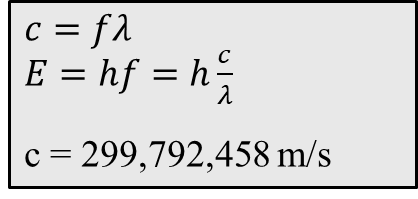 c = fλ
E = hf = h c/λ
c = 299,792,458 m/s